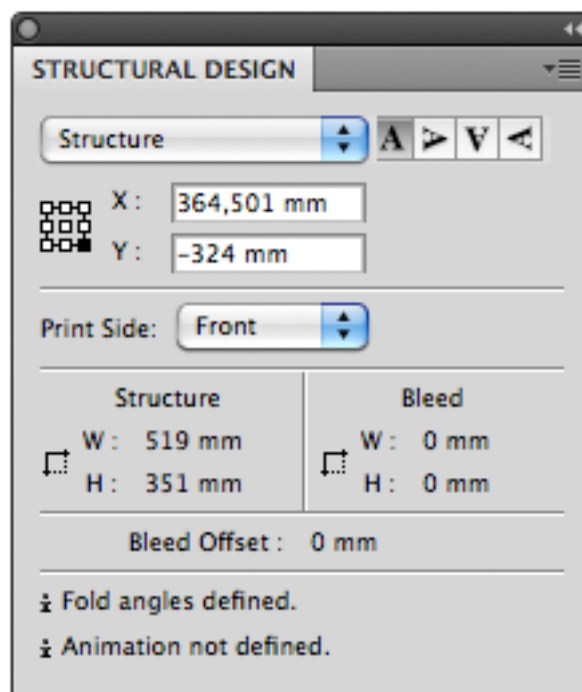 STRUCTURAL DESIGN
Structure A A A A
X : 364,501 mm
Y : -324 mm
Print Side: Front
Structure Bleed
W : 519 mm W : 0 mm
H : 351 mm H : 0 mm
Bleed Offset : 0 mm
i Fold angles defined.
i Animation not defined.